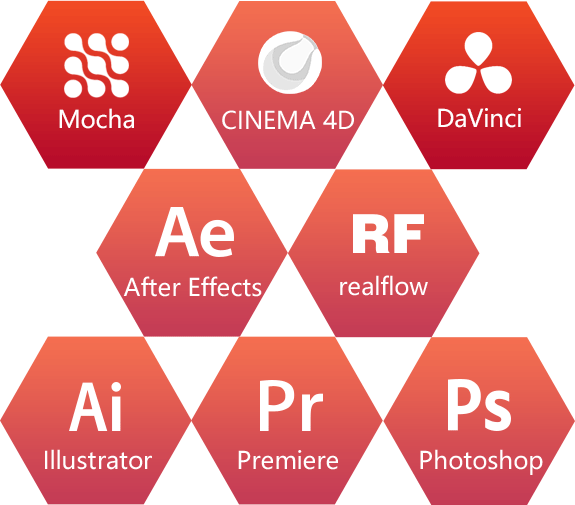 Mocha
CINEMA 4D
DaVinci
Ae
After Effects
RF
realflow
Ai
Illustrator
Pr
Premiere
Ps
Photoshop